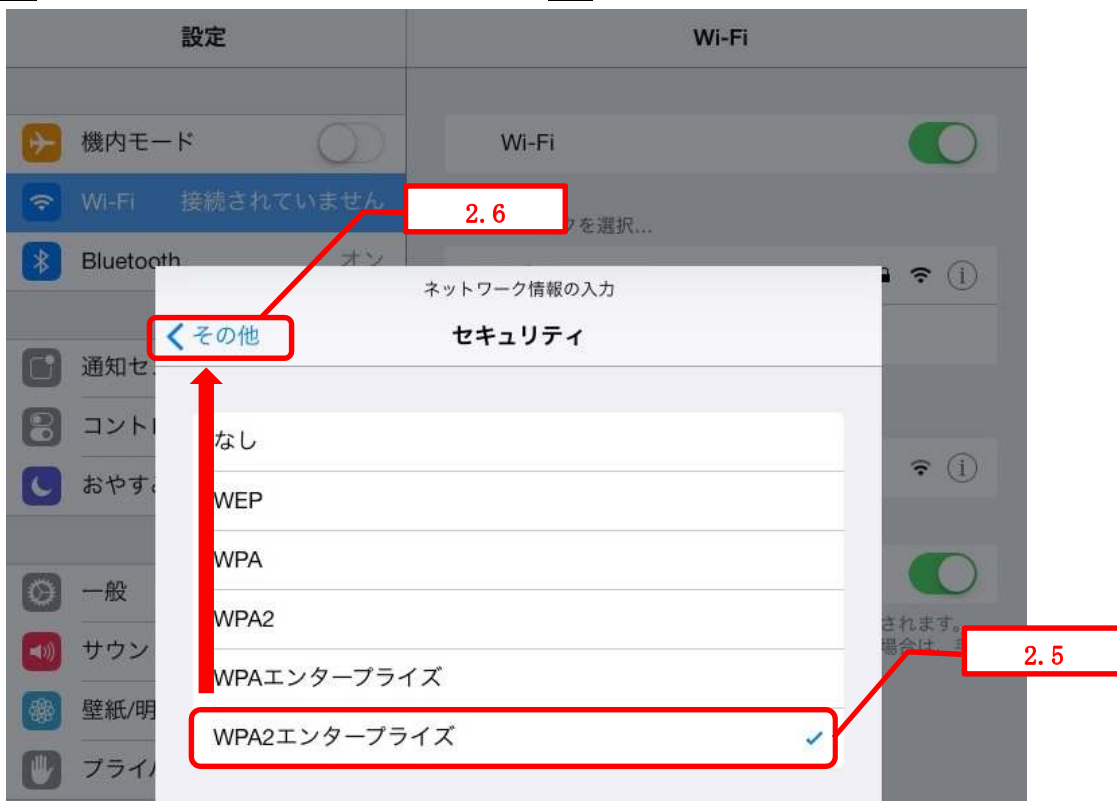 設定
Wi-Fi
機内モード
Wi-Fi
Wi-Fi 接続されていません
2.6
を選択...
Bluetooth オン
ネットワーク情報の入力
く その他
セキュリティ
通知セ
コント
おやす
なし
WEP
WPA
WPA2
WPAエンタープライズ
WPA2エンタープライズ
一般
サウン
壁紙/明
プライ
されます。
場合は、
2.5